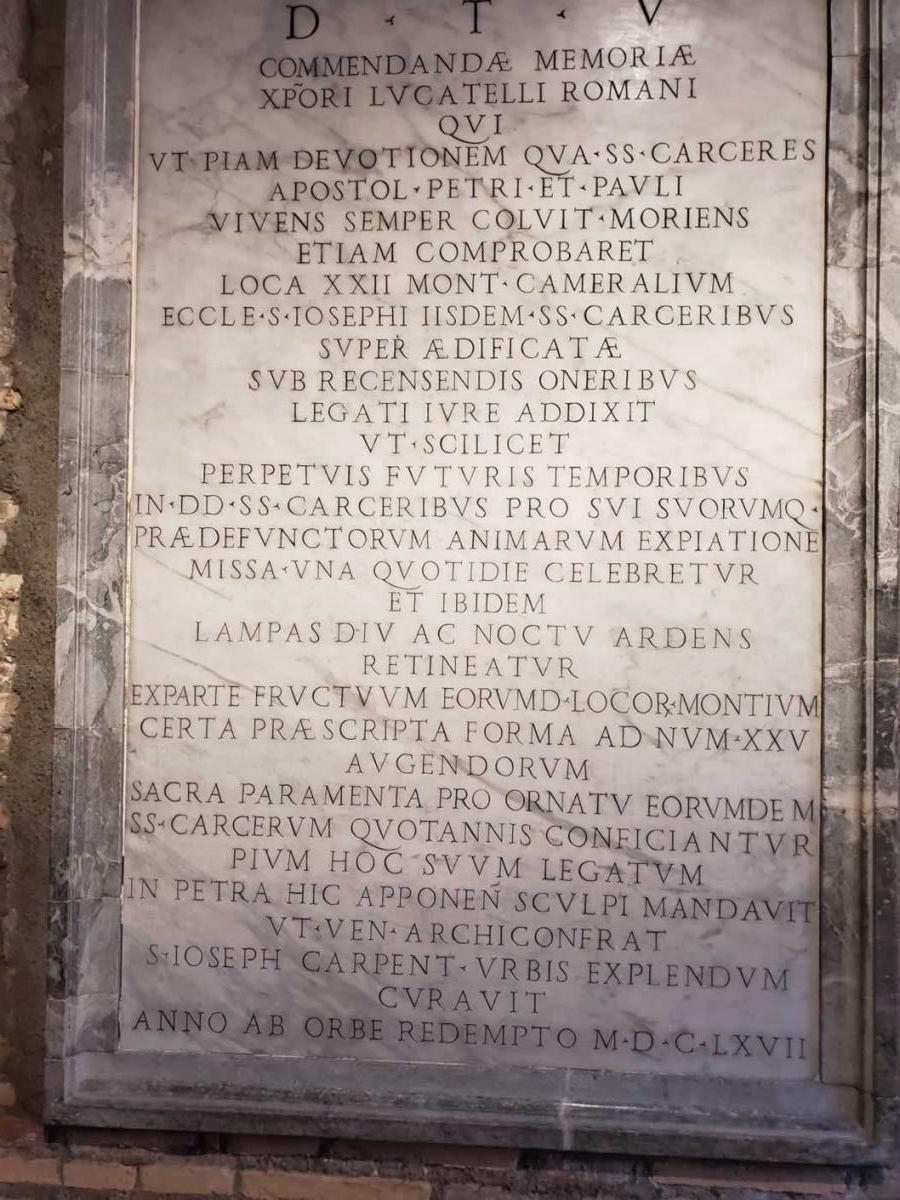 D · T · V
COMMENDANDÆ MEMORIÆ
XP̃ORI LVCATELLI ROMANI
QVI
VT PIAM DEVOTIONEM QVA·SS·CARCERES
APOSTOL·PETRI·ET·PAVLI
VIVENS SEMPER COLVIT·MORIENS
ETIAM COMPROBARET
LOCA XXII MONT·CAMERALIVM
ECCLE·S·IOSEPHI IISDEM·SS·CARCERIBVS
SVPER ÆDIFICATÆ
SVB RECENSENDIS ONERIBVS
LEGATI IVRE ADDIXIT
VT·SCILICET
PERPETVIS FVTVRIS TEMPORIBVS
IN·DD·SS·CARCERIBVS PRO SVI SVORVMQ·
PRÆDEFVNCTORVM ANIMARVM EXPIATIONE
MISSA·VNA QVOTIDIE CELEBRETVR
ET IBIDEM
LAMPAS DIV AC NOCTV ARDENS
RETINEATVR
EXPARTE FRVCTVVM EORVMD·LOCOR·MONTIVM
CERTA PRÆSCRIPTA FORMA AD NVM·XXV
AVGENDORVM
SACRA PARAMENTA PRO ORNATV EORVMDEM
SS·CARCERVM QVOTANNIS CONFICIANTVR
PIVM HOC SVVM LEGATVM
IN PETRA HIC APPONEÑ SCVLPI MANDAVIT
VT·VEN·ARCHICONFRAT
S·IOSEPH CARPENT·VRBIS EXPLENDVM
CVRAVIT
ANNO AB ORBE REDEMPTO M·D·C·LXVII